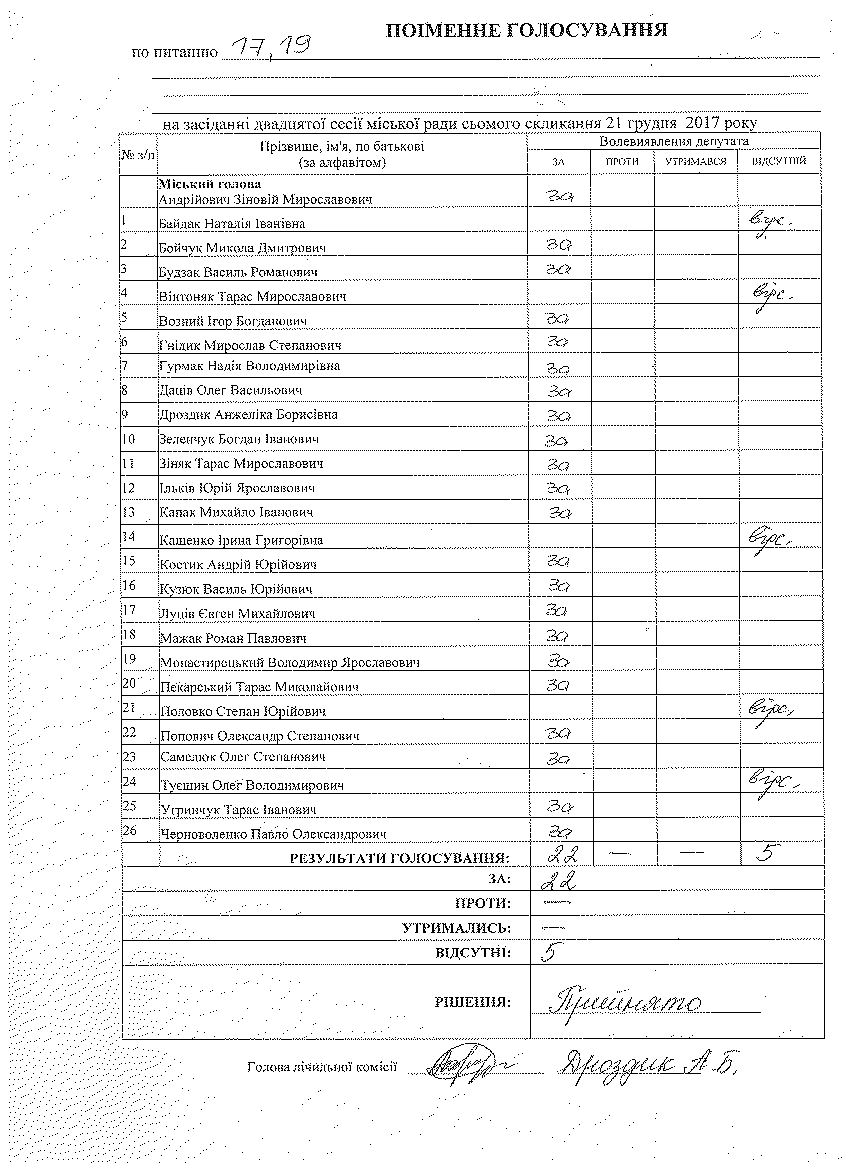 ПОІМЕННЕ ГОЛОСУВАННЯ
по питанню 17,19
на засіданні двадцятої сесії міської ради сьомого скликання 21 грудня 2017 року
№ з/п Прізвище, ім'я, по батькові (за алфавітом) Волевиявлення депутата
ЗА ПРОТИ УТРИМАВСЯ ВІДСУТНІЙ
Міський голова
Андрійович Зіновій Мирославович за
1 Байдак Наталія Іванівна відс.
2 Бойчук Микола Дмитрович за
3 Будзак Василь Романович за
4 Вінтоняк Тарас Мирославович відс.
5 Возний Ігор Богданович за
6 Гнідик Мирослав Степанович за
7 Гурмак Надія Володимирівна за
8 Даців Олег Васильович за
9 Дроздик Анжеліка Борисівна за
10 Зеленчук Богдан Іванович за
11 Зіняк Тарас Мирославович за
12 Ільків Юрій Ярославович за
13 Капак Михайло Іванович за
14 Кащенко Ірина Григорівна відс.
15 Костик Андрій Юрійович за
16 Кузюк Василь Юрійович за
17 Луців Євген Михайлович за
18 Мажак Роман Павлович за
19 Монастирецький Володимир Ярославович за
20 Пекарський Тарас Миколайович за
21 Половко Степан Юрійович відс.
22 Попович Олександр Степанович за
23 Самедюк Олег Степанович за
24 Туєшин Олег Володимирович відс.
25 Угринчук Тарас Іванович за
26 Черноволенко Павло Олександрович за
РЕЗУЛЬТАТИ ГОЛОСУВАННЯ: 22 — — 5
ЗА: 22
ПРОТИ: —
УТРИМАЛИСЬ: —
ВІДСУТНІ: 5
РІШЕННЯ: Прийнято
Голова лічильної комісії Дроздик А.Б.